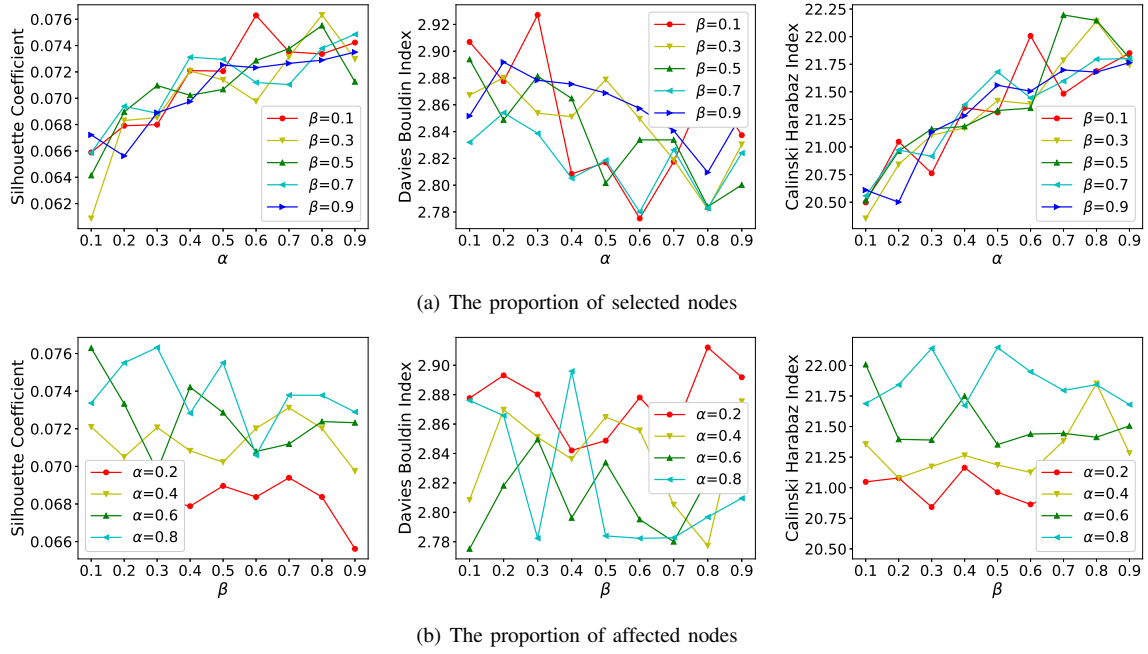 Silhouette Coefficient
0.076
0.074
0.072
0.070
0.068
0.066
0.064
0.062
β=0.1
β=0.3
β=0.5
β=0.7
β=0.9
0.1 0.2 0.3 0.4 0.5 0.6 0.7 0.8 0.9
α
Davies Bouldin Index
2.92
2.90
2.88
2.86
2.84
2.82
2.80
2.78
β=0.1
β=0.3
β=0.5
β=0.7
β=0.9
0.1 0.2 0.3 0.4 0.5 0.6 0.7 0.8 0.9
α
Calinski Harabaz Index
22.25
22.00
21.75
21.50
21.25
21.00
20.75
20.50
β=0.1
β=0.3
β=0.5
β=0.7
β=0.9
0.1 0.2 0.3 0.4 0.5 0.6 0.7 0.8 0.9
α
(a) The proportion of selected nodes
Silhouette Coefficient
0.076
0.074
0.072
0.070
0.068
0.066
α=0.2
α=0.4
α=0.6
α=0.8
0.1 0.2 0.3 0.4 0.5 0.6 0.7 0.8 0.9
β
Davies Bouldin Index
2.90
2.88
2.86
2.84
2.82
2.80
2.78
α=0.2
α=0.4
α=0.6
α=0.8
0.1 0.2 0.3 0.4 0.5 0.6 0.7 0.8 0.9
β
Calinski Harabaz Index
22.00
21.75
21.50
21.25
21.00
20.75
20.50
α=0.2
α=0.4
α=0.6
α=0.8
0.1 0.2 0.3 0.4 0.5 0.6 0.7 0.8 0.9
β
(b) The proportion of affected nodes